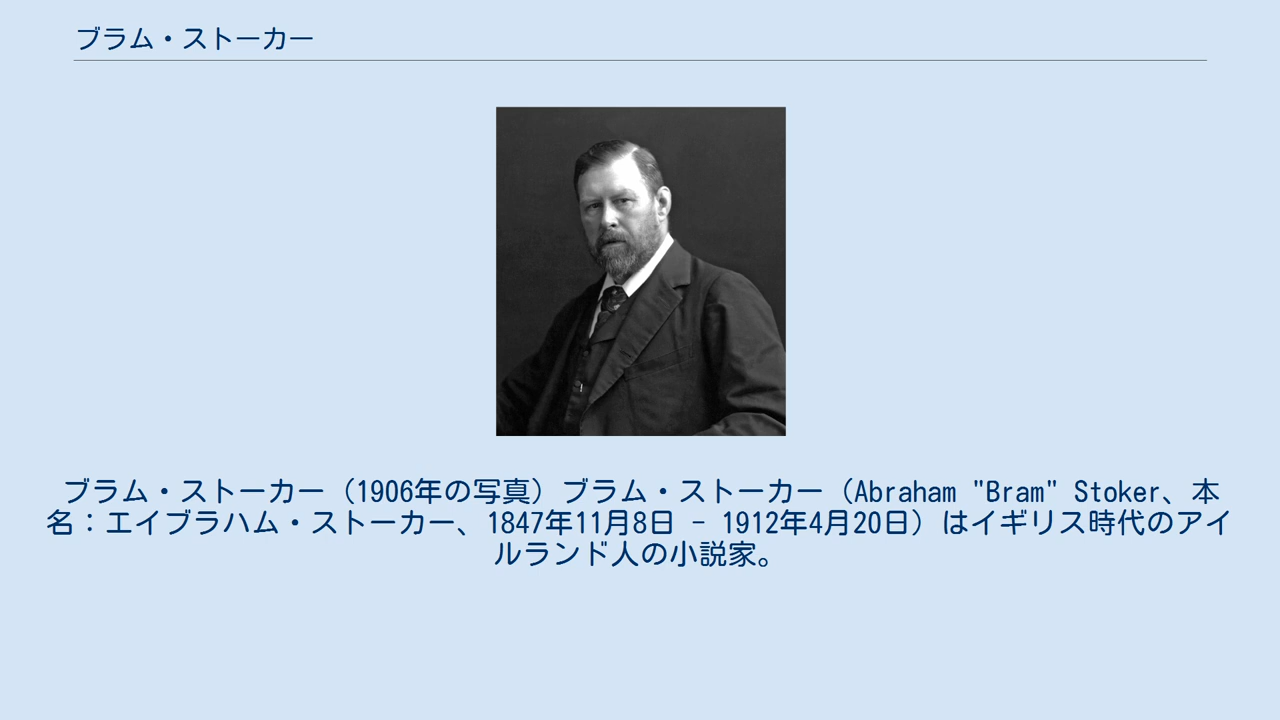 ブラム・ストーカー
ブラム・ストーカー（1906年の写真）ブラム・ストーカー（Abraham "Bram" Stoker、本
名：エイブラハム・ストーカー、1847年11月8日 - 1912年4月20日）はイギリス時代のアイ
ルランド人の小説家。